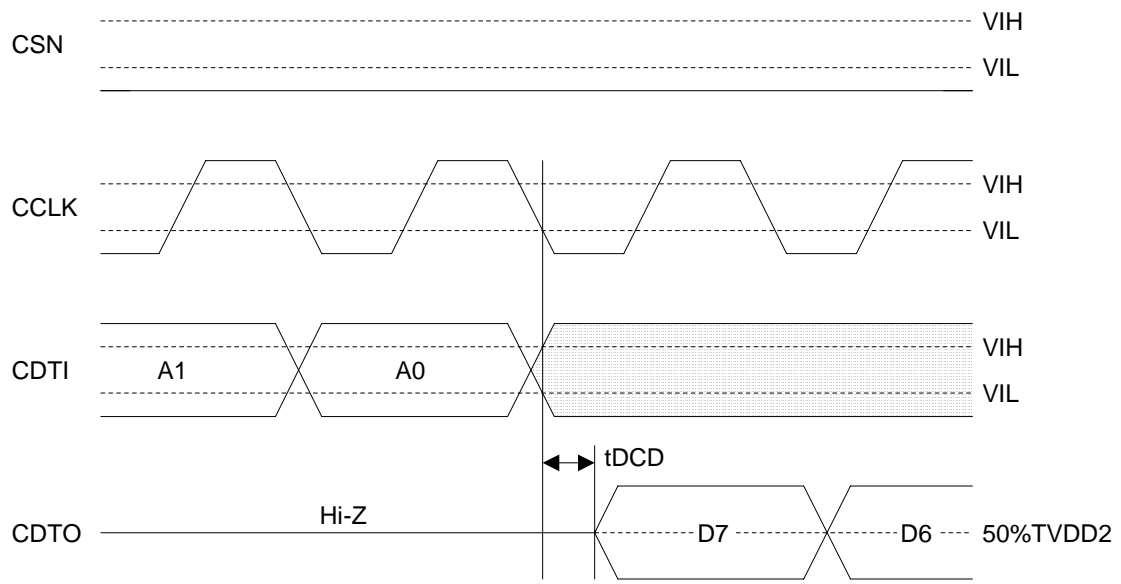 CSN
VIH
VIL
CCLK
VIH
VIL
CDTI
A1
A0
VIH
VIL
tDCD
CDTO
Hi-Z
D7
D6
50%TVDD2